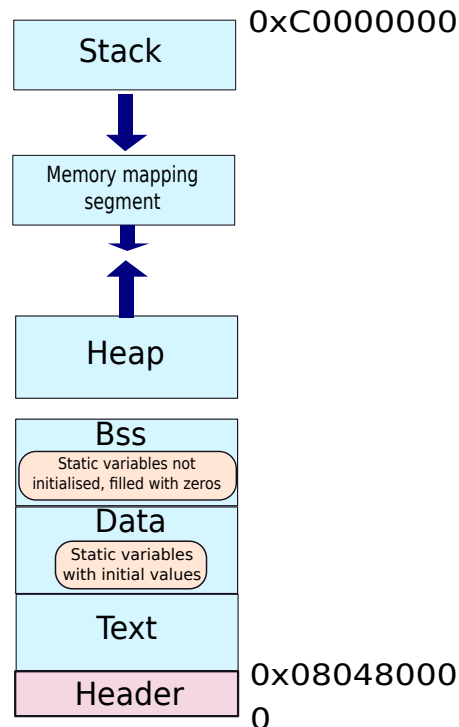 0xC0000000
Stack
Memory mapping
segment
Heap
Bss
Static variables not
initialised, filled with zeros
Data
Static variables
with initial values
Text
0x08048000
Header
0